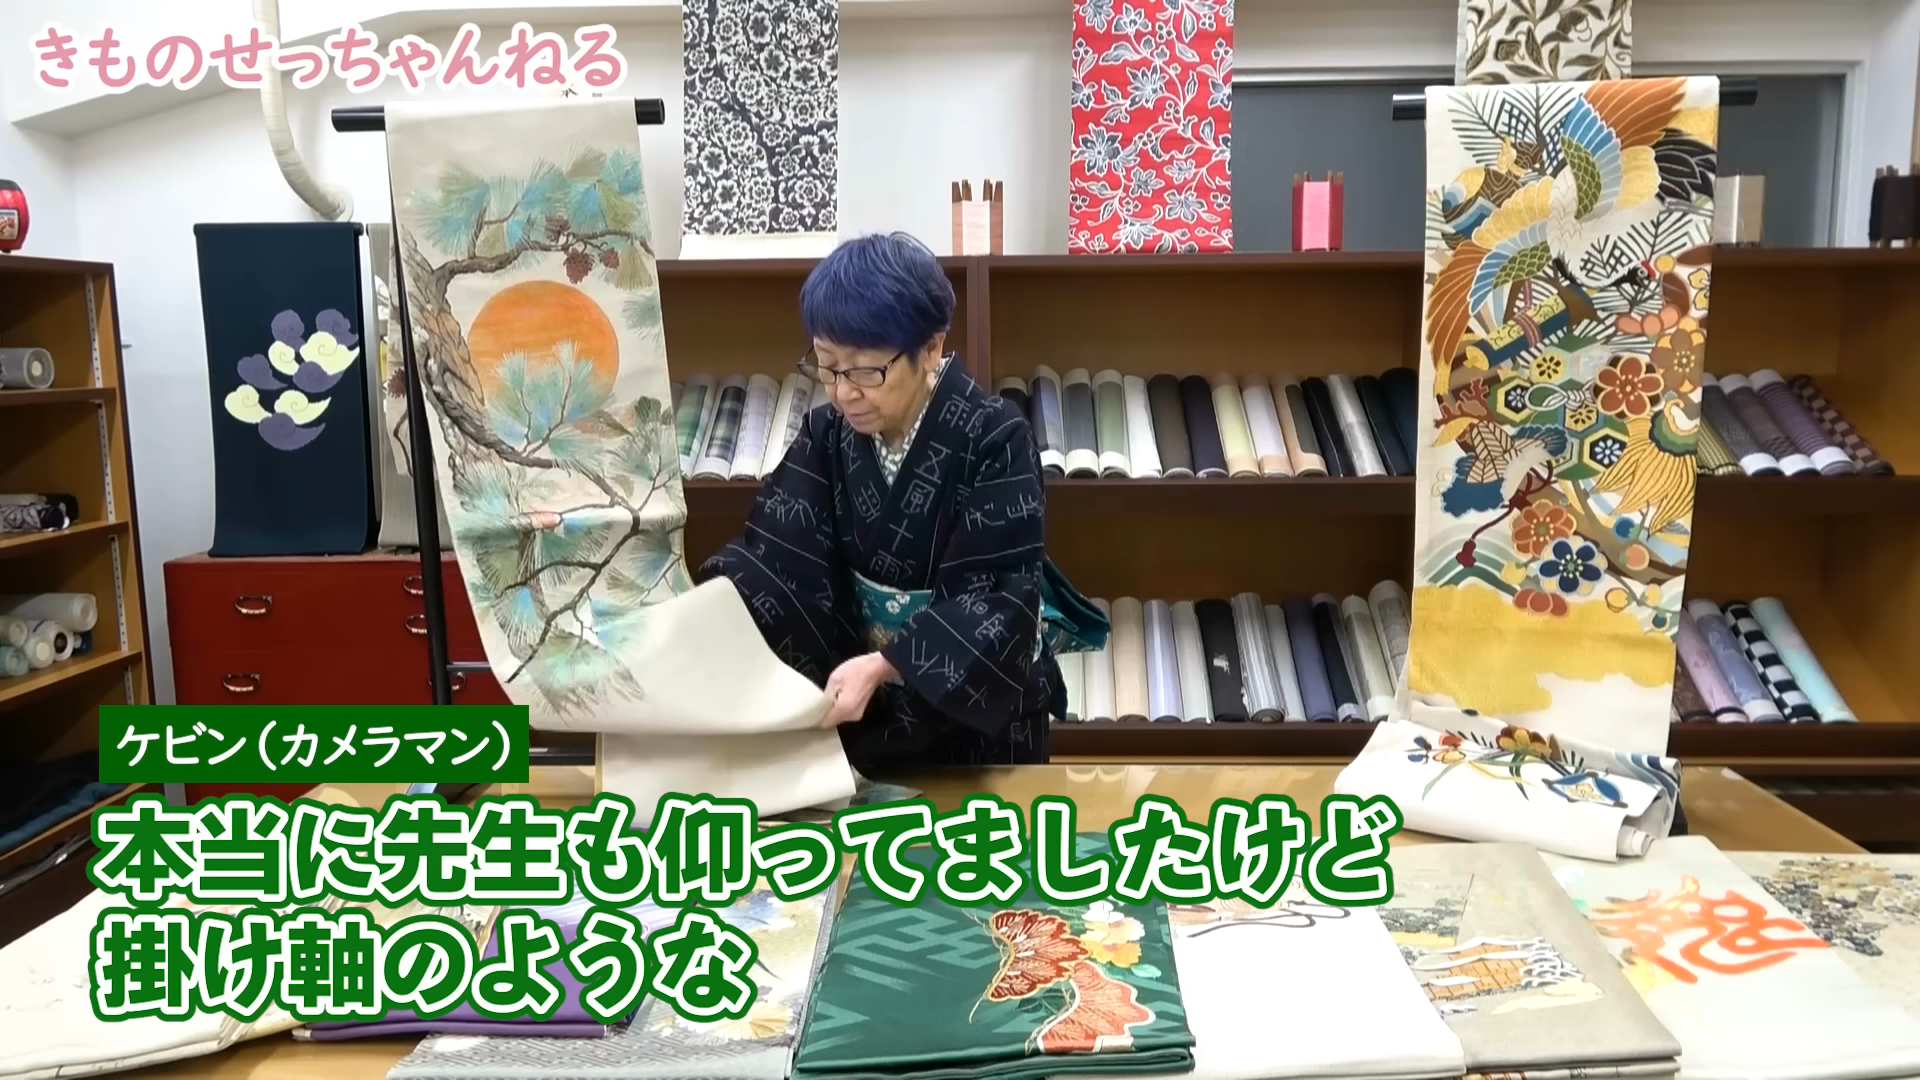 きものせっちゃんねる
ケビン（カメラマン）
本当に先生も仰ってましたけど
掛け軸のような